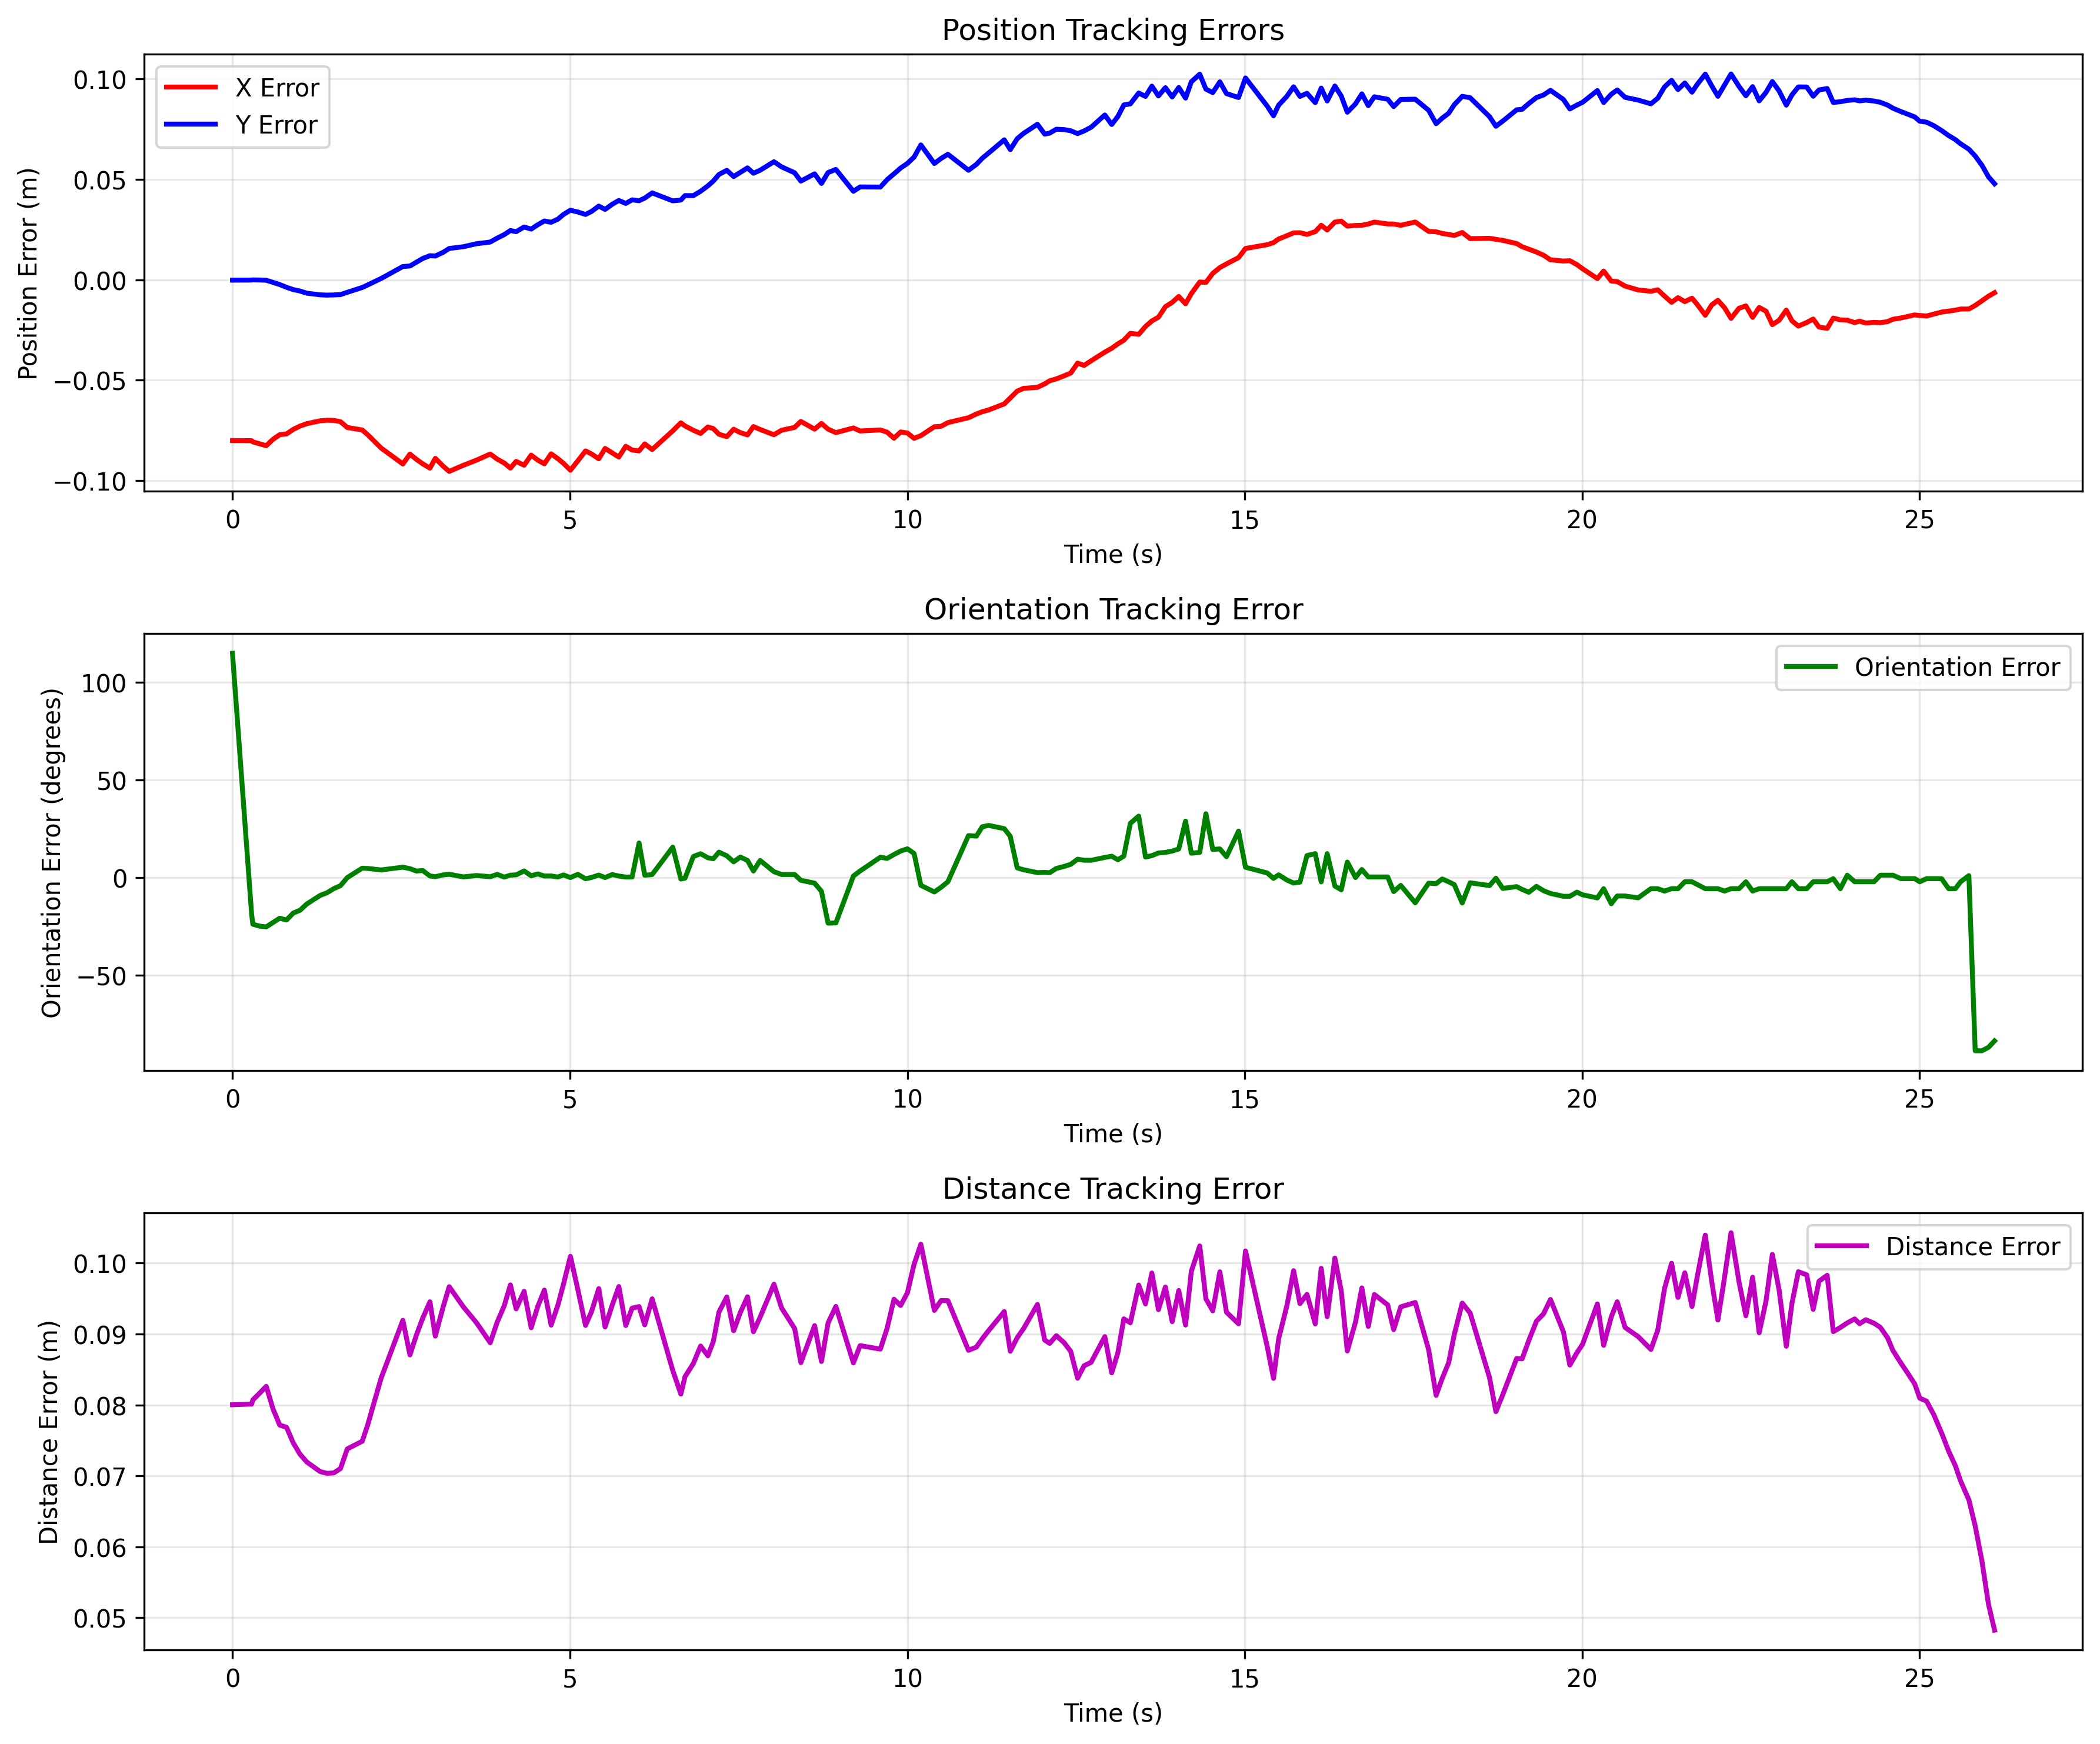 Position Tracking Errors
X Error
Y Error
Position Error (m)
0.10
0.05
0.00
−0.05
−0.10
0 5 10 15 20 25
Time (s)
Orientation Tracking Error
Orientation Error
Orientation Error (degrees)
100
50
0
−50
0 5 10 15 20 25
Time (s)
Distance Tracking Error
Distance Error
Distance Error (m)
0.10
0.09
0.08
0.07
0.06
0.05
0 5 10 15 20 25
Time (s)